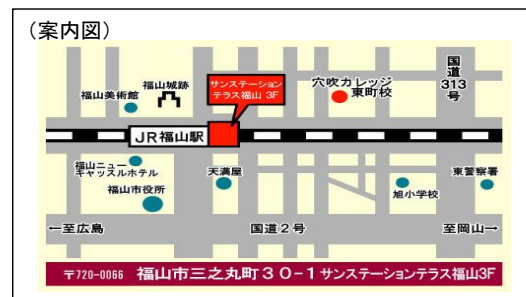 （案内図）
国道313号
福山城跡
サンステーション
テラス福山 3F
穴吹カレッジ
東町校
福山美術館
JR福山駅
福山ニュー
キャッスルホテル
天満屋
東警察署
福山市役所
旭小学校
←至広島
国道２号
至岡山→
〒720-0066 福山市三之丸町３０-１サンステーションテラス福山3F